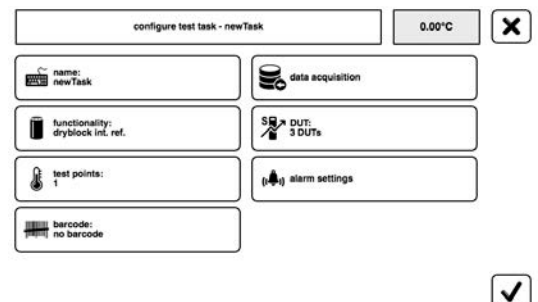 configure test task - newTask
0.00°C
name:
newTask
data acquisition
functionality:
dryblock int. ref.
DUT:
3 DUTs
test points:
1
alarm settings
barcode:
no barcode